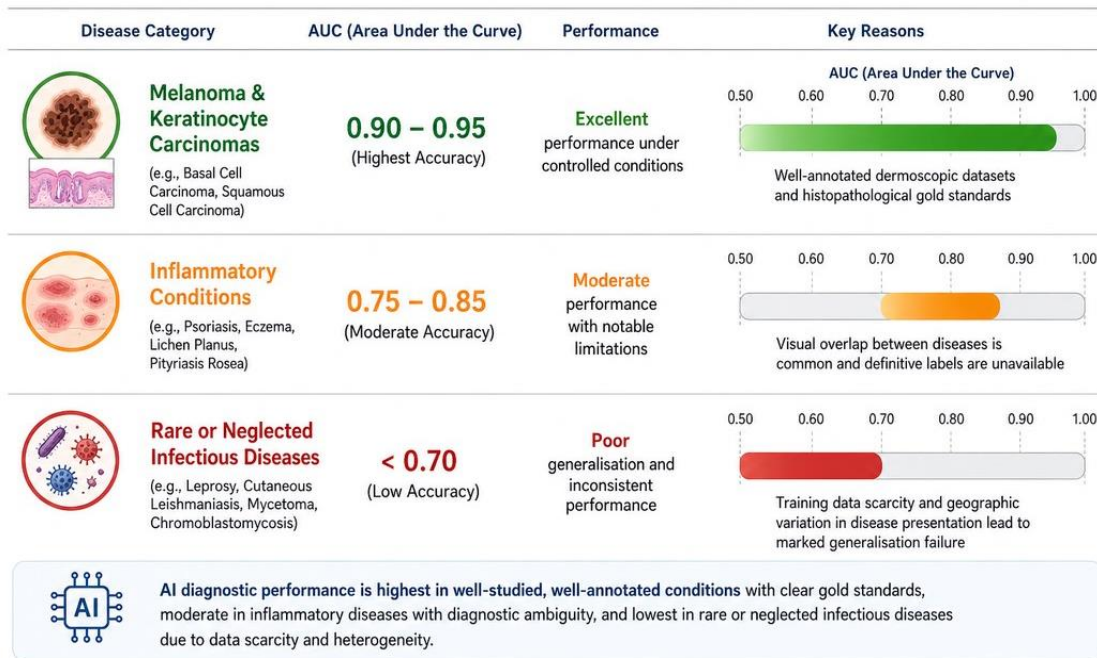 Disease Category
AUC (Area Under the Curve)
Performance
Key Reasons
Melanoma &
Keratinocyte
Carcinomas
(e.g., Basal Cell
Carcinoma, Squamous
Cell Carcinoma)
0.90 – 0.95
(Highest Accuracy)
Excellent
performance under
controlled conditions
AUC (Area Under the Curve)
0.50 0.60 0.70 0.80 0.90 1.00
Well-annotated dermoscopic datasets
and histopathological gold standards
Inflammatory
Conditions
(e.g., Psoriasis, Eczema,
Lichen Planus,
Pityriasis Rosea)
0.75 – 0.85
(Moderate Accuracy)
Moderate
performance
with notable
limitations
0.50 0.60 0.70 0.80 0.90 1.00
Visual overlap between diseases is
common and definitive labels are unavailable
Rare or Neglected
Infectious Diseases
(e.g., Leprosy, Cutaneous
Leishmaniasis, Mycetoma,
Chromoblastomycosis)
< 0.70
(Low Accuracy)
Poor
generalisation and
inconsistent
performance
0.50 0.60 0.70 0.80 0.90 1.00
Training data scarcity and geographic
variation in disease presentation lead to
marked generalisation failure
AI
AI diagnostic performance is highest in well-studied, well-annotated conditions with clear gold standards,
moderate in inflammatory diseases with diagnostic ambiguity, and lowest in rare or neglected infectious diseases
due to data scarcity and heterogeneity.